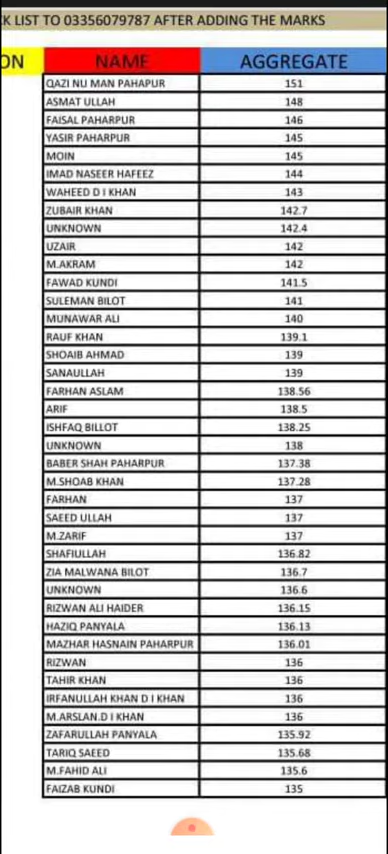 K LIST TO 03356079787 AFTER ADDING THE MARKS
ON NAME AGGREGATE
QAZI NU MAN PAHAPUR 151
ASMAT ULLAH 148
FAISAL PAHARPUR 146
YASIR PAHARPUR 145
MOIN 145
IMAD NASEER HAFEEZ 144
WAHEED D I KHAN 143
ZUBAIR KHAN 142.7
UNKNOWN 142.4
UZAIR 142
M.AKRAM 142
FAWAD KUNDI 141.5
SULEMAN BILOT 141
MUNAWAR ALI 140
RAUF KHAN 139.1
SHOAIB AHMAD 139
SANAULLAH 139
FARHAN ASLAM 138.56
ARIF 138.5
ISHFAQ BILLOT 138.25
UNKNOWN 138
BABER SHAH PAHARPUR 137.38
M.SHOAB KHAN 137.28
FARHAN 137
SAEED ULLAH 137
M.ZARIF 137
SHAFIULLAH 136.82
ZIA MALWANA BILOT 136.7
UNKNOWN 136.6
RIZWAN ALI HAIDER 136.15
HAZIQ PANYALA 136.13
MAZHAR HASNAIN PAHARPUR 136.01
RIZWAN 136
TAHIR KHAN 136
IRFANULLAH KHAN D I KHAN 136
M.ARSLAN.D I KHAN 136
ZAFARULLAH PANYALA 135.92
TARIQ SAEED 135.68
M.FAHID ALI 135.6
FAIZAB KUNDI 135